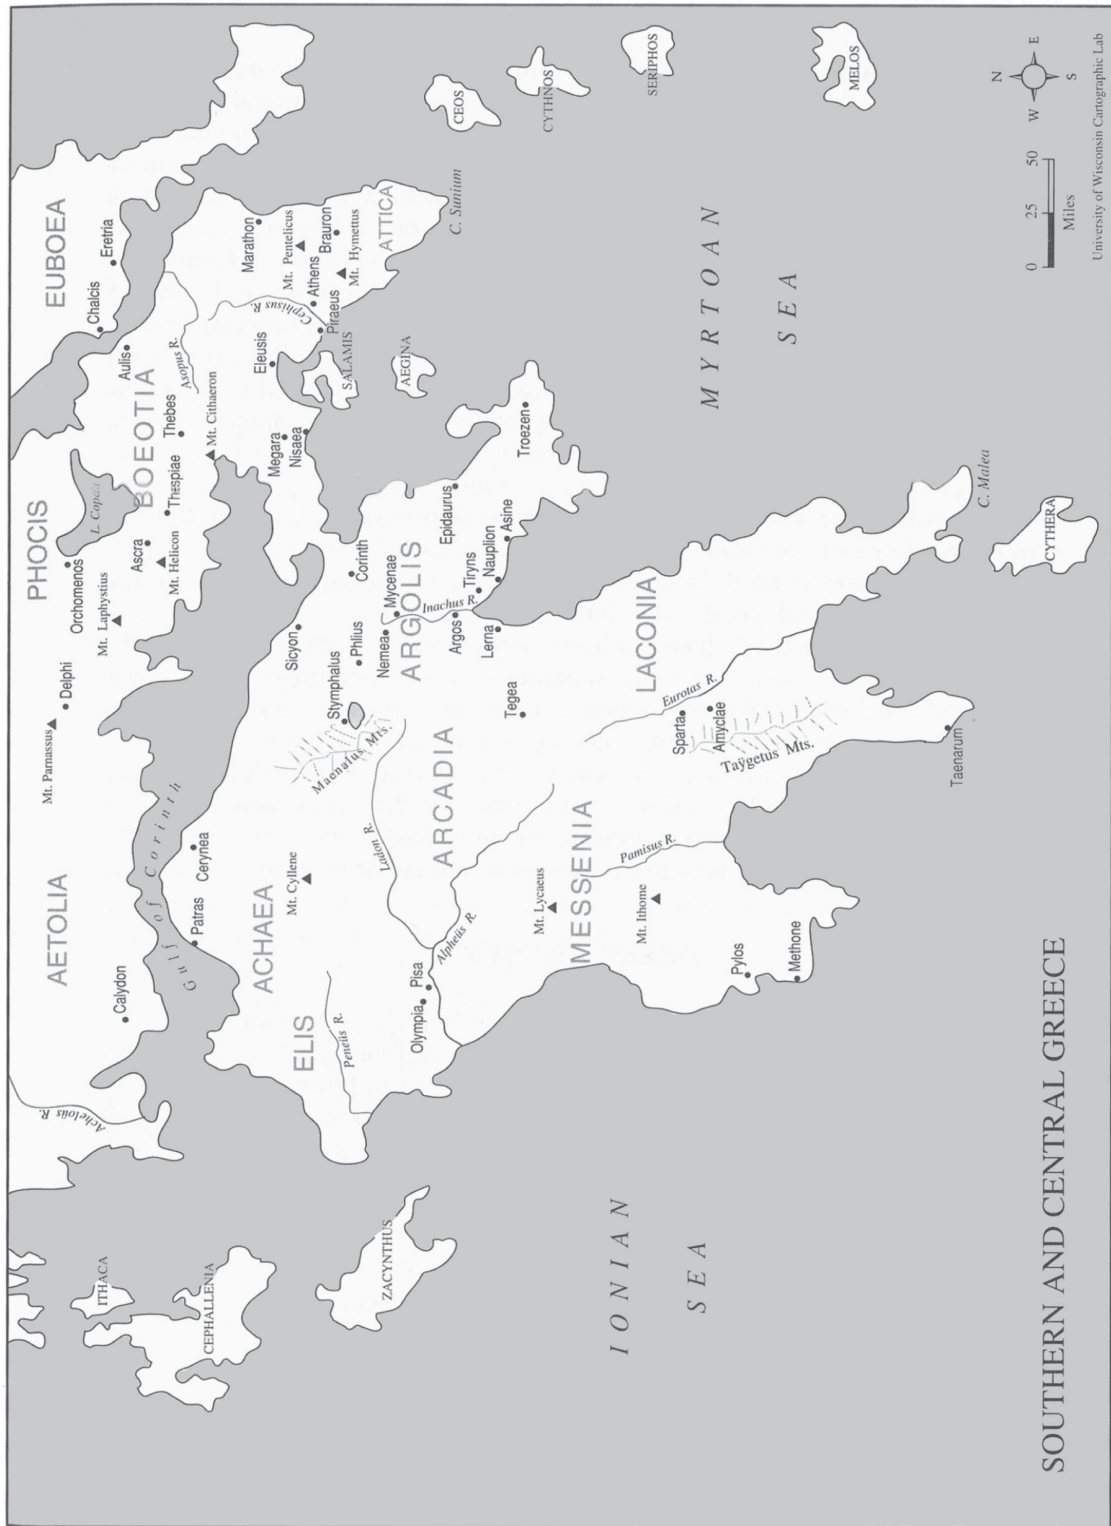 EUBOEA
Chalcis
Eretria
PHOCIS
L. Copais
Orchomenos
Mt. Laphystius
Mt. Parnassus
Delphi
AETOLIA
Calydon
Acheloüs R.
Aulis
BOEOTIA
Asopus R.
Thebes
Thespiae
Ascra
Mt. Helicon
Mt. Cithaeron
Marathon
Mt. Pentelicus
Cephisus R.
Athens
Brauron
Mt. Hymettus
Piraeus
ATTICA
C. Sunium
Eleusis
SALAMIS
AEGINA
Megara
Nisaea
CEOS
CYTHNOS
SERIPHOS
MELOS
Gulf of Corinth
Patras
Cerynea
ACHAEA
Mt. Cyllene
Sicyon
Corinth
Stymphalus
Phlius
Nemea
Mycenae
ARGOLIS
Inachus R.
Argos
Tiryns
Nauplion
Lerna
Asine
Epidaurus
Troezen
Maenalus Mts.
Ladon R.
ARCADIA
Tegea
ELIS
Peneüs R.
Olympia
Pisa
Alpheüs R.
Mt. Lycaeus
MESSENIA
Pamisus R.
Mt. Ithome
Pylos
Methone
LACONIA
Eurotas R.
Sparta
Amyclae
Taÿgetus Mts.
Taenarum
C. Malea
CYTHERA
ITHACA
CEPHALLENIA
ZACYNTHUS
IONIAN
SEA
MYRTOAN
SEA
N
W
E
S
0
25
50
Miles
University of Wisconsin Cartographic Lab
SOUTHERN AND CENTRAL GREECE